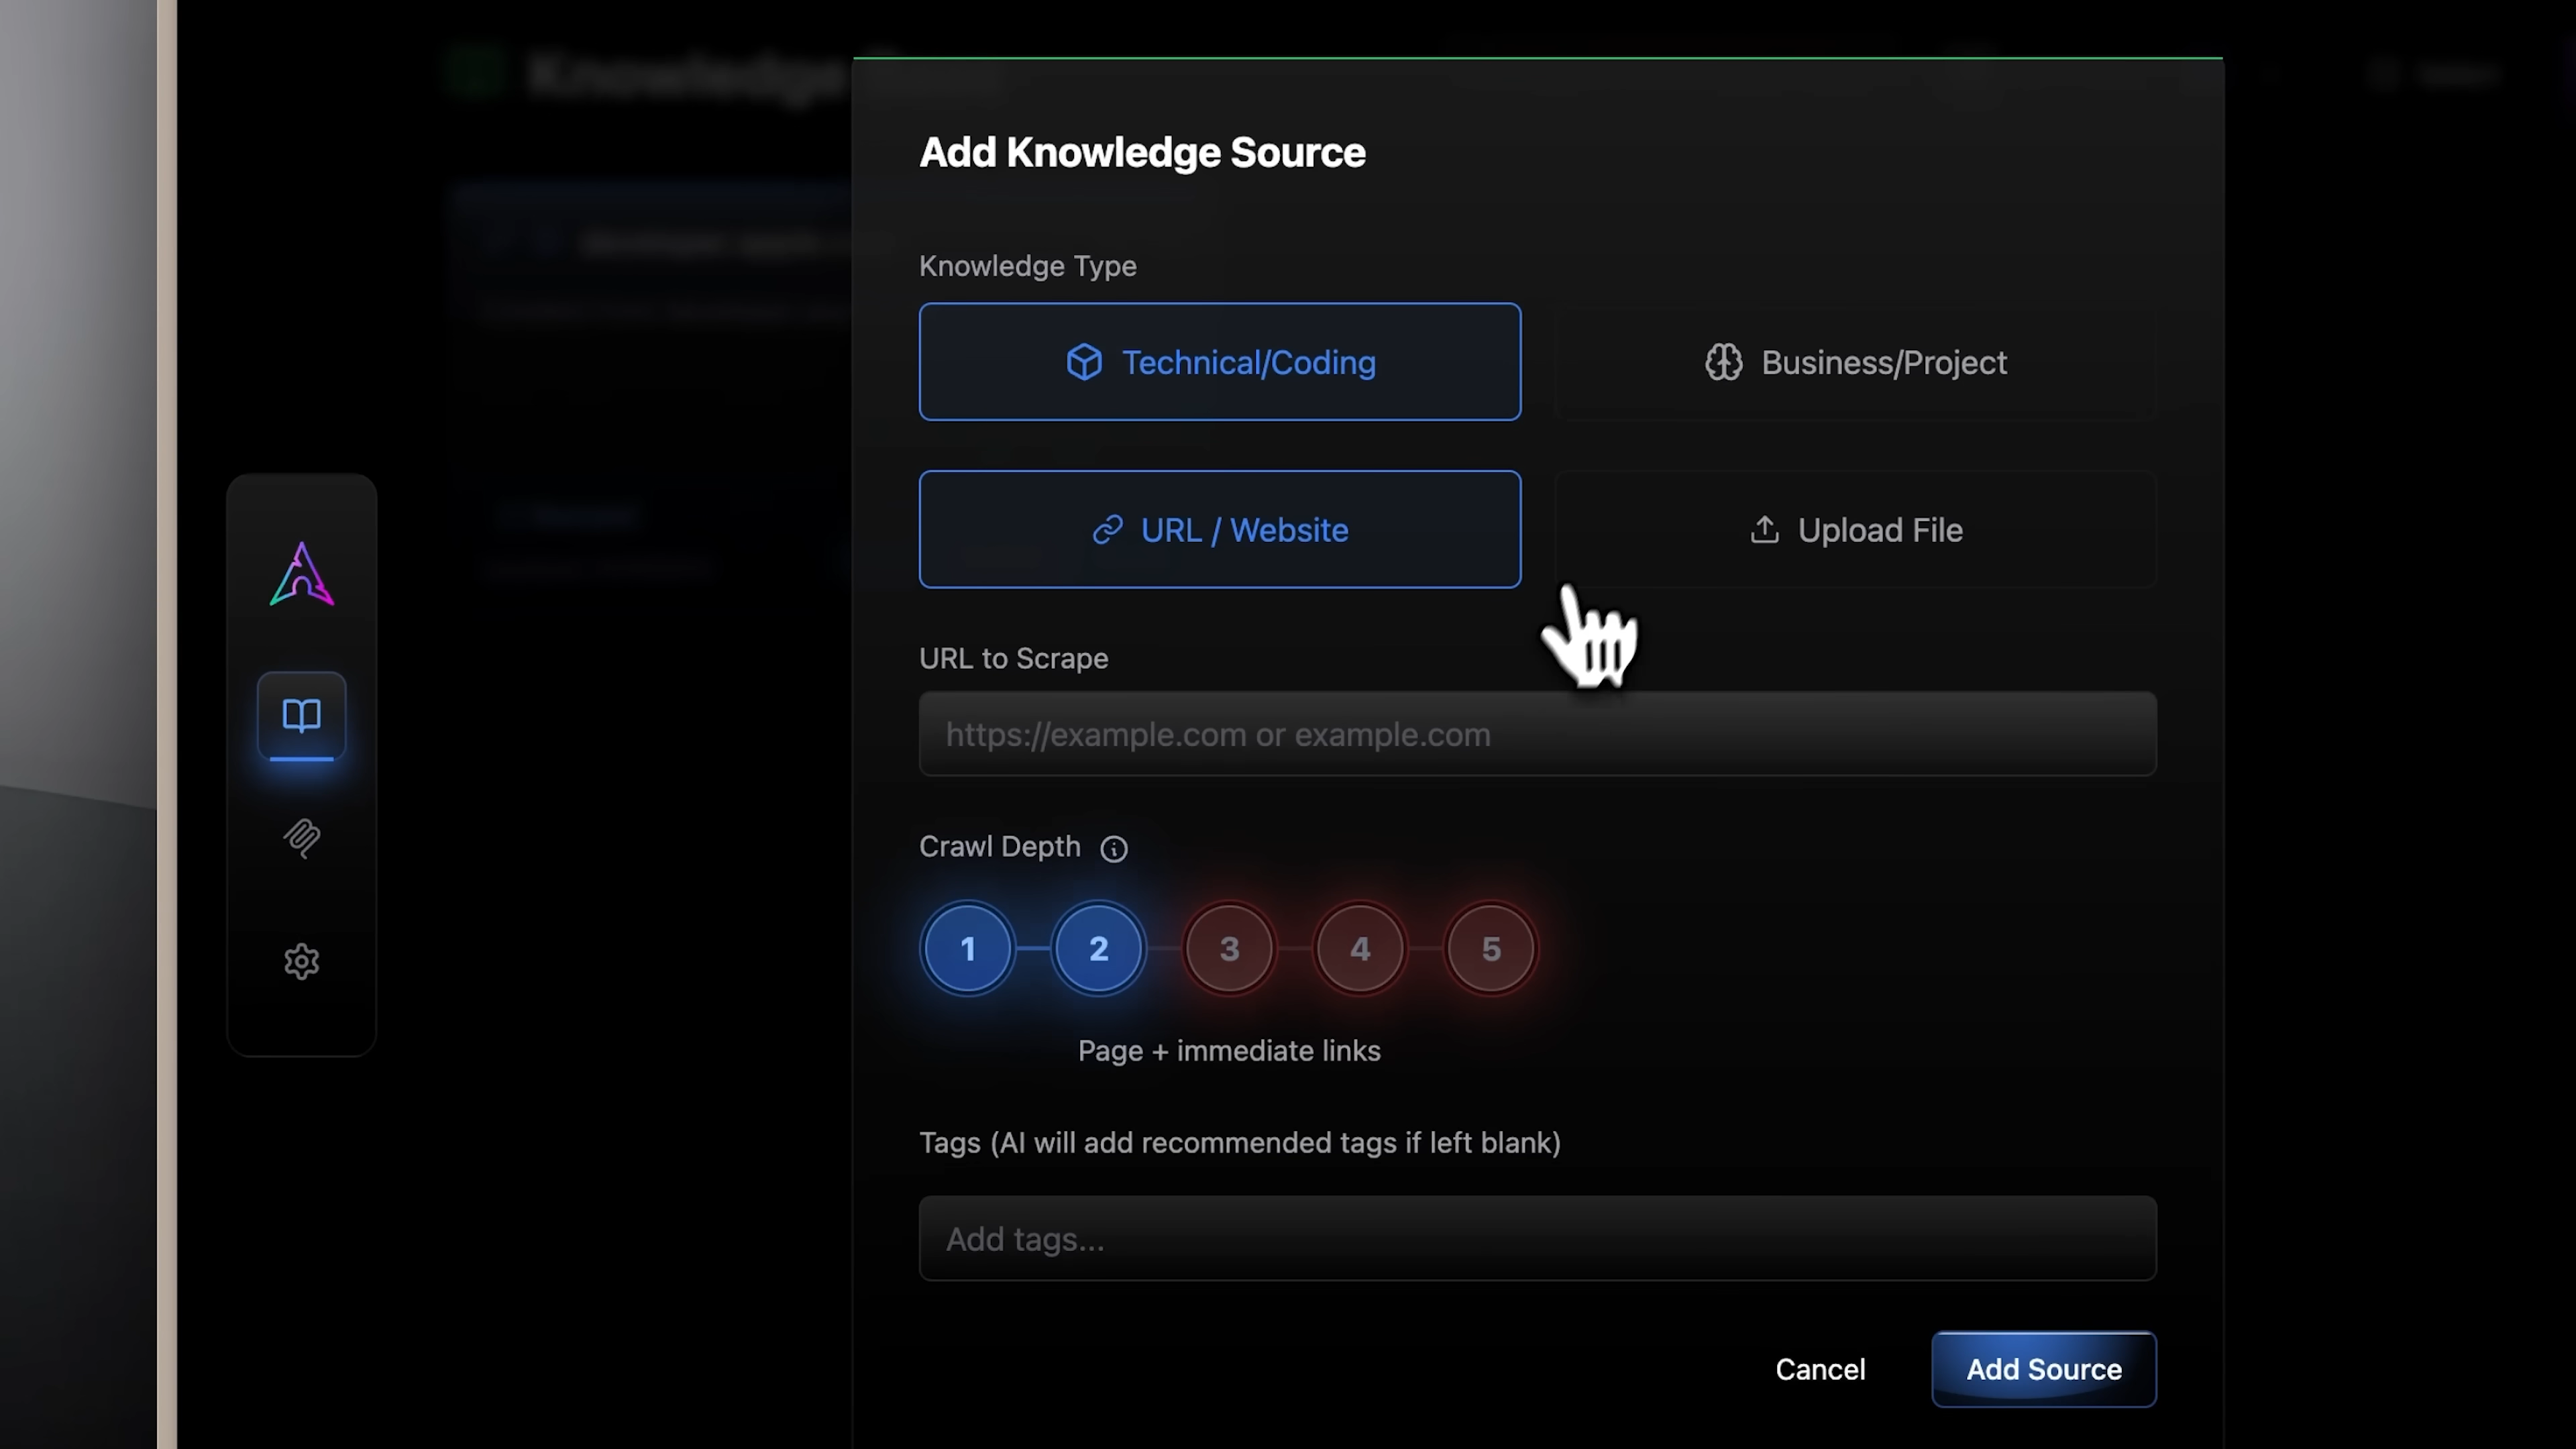 Knowledge
Add Knowledge Source
Knowledge Type
Technical/Coding
Business/Project
URL / Website
Upload File
URL to Scrape
https://example.com or example.com
Crawl Depth
1 2 3 4 5
Page + immediate links
Tags (AI will add recommended tags if left blank)
Add tags...
Cancel
Add Source